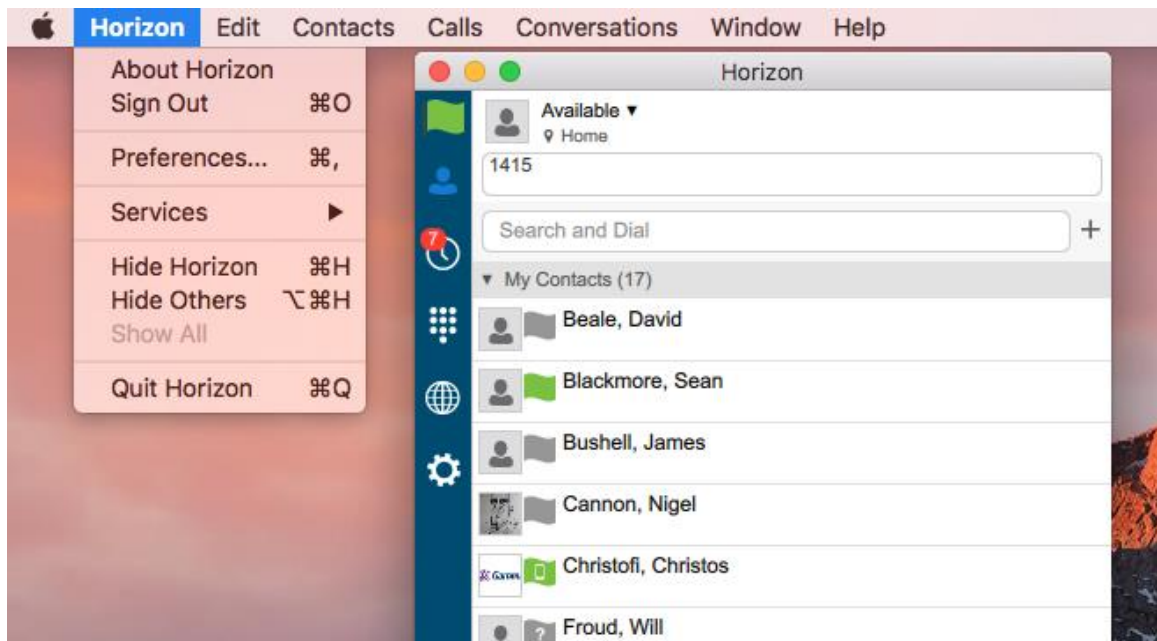 Horizon Edit Contacts Calls Conversations Window Help
About Horizon
Sign Out ⌘O
Preferences... ⌘,
Services ▶
Hide Horizon ⌘H
Hide Others ⌥⌘H
Show All
Quit Horizon ⌘Q
Horizon
Available ▼
Home
1415
Search and Dial +
7
▼ My Contacts (17)
Beale, David
Blackmore, Sean
Bushell, James
Cannon, Nigel
Christofi, Christos
? Froud, Will